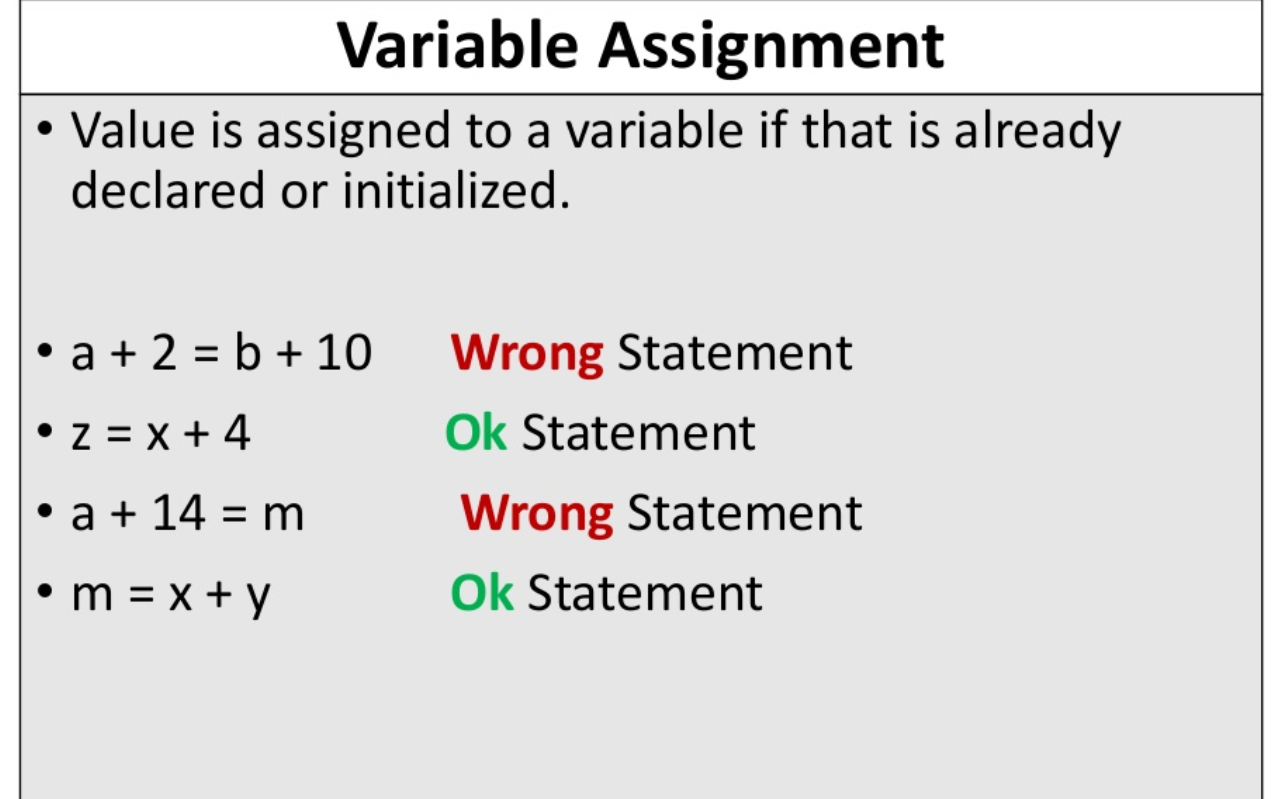 Variable Assignment
• Value is assigned to a variable if that is already
declared or initialized.
• a + 2 = b + 10 Wrong Statement
• z = x + 4 Ok Statement
• a + 14 = m Wrong Statement
• m = x + y Ok Statement